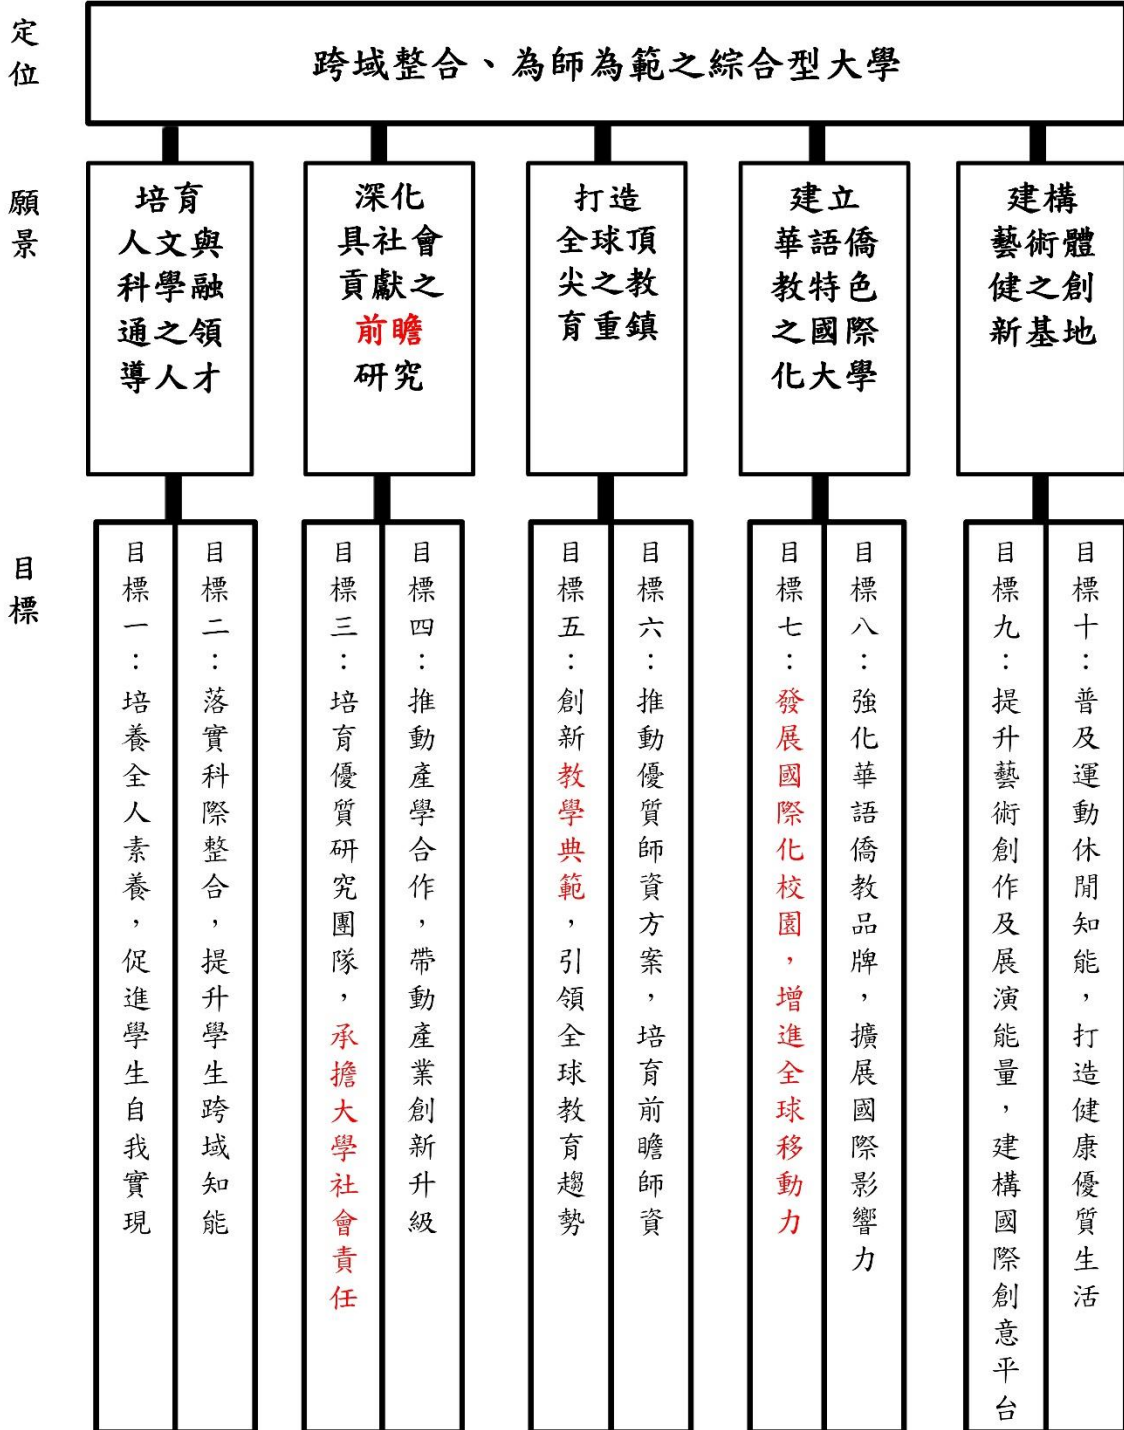 定位
跨域整合、為師為範之綜合型大學
願景
培育
人文與
科學融
通之領
導人才
深化
具社會
貢獻之
前瞻
研究
打造
全球頂
尖之教
育重鎮
建立
華語僑
教特色
之國際
化大學
建構
藝術體
健之創
新基地
目標
目標一：培養全人素養，促進學生自我實現
目標二：落實科際整合，提升學生跨域知能
目標三：培育優質研究團隊，承擔大學社會責任
目標四：推動產學合作，帶動產業創新升級
目標五：創新教學典範，引領全球教育趨勢
目標六：推動優質師資方案，培育前瞻師資
目標七：發展國際化校園，增進全球移動力
目標八：強化華語僑教品牌，擴展國際影響力
目標九：提升藝術創作及展演能量，建構國際創意平台
目標十：普及運動休閒知能，打造健康優質生活